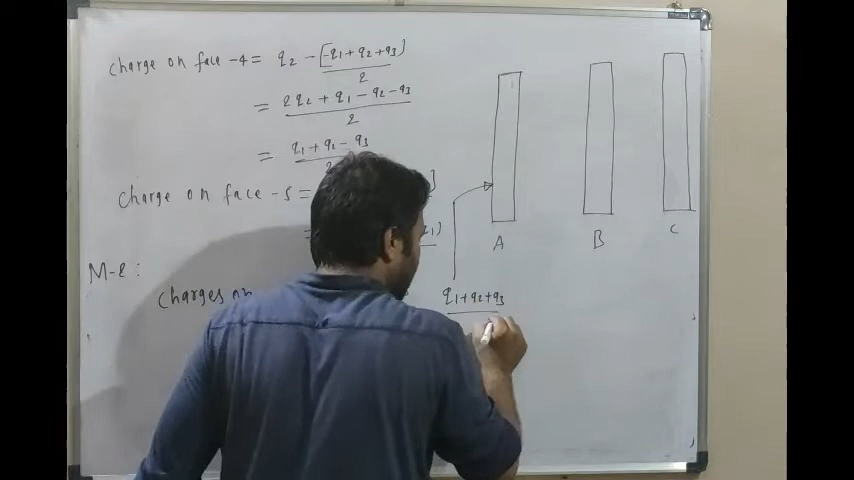 charge on face -4 = q2 - [-q1+q2+q3)/2
= 2q2 + q1 - q2 - q3/2
= q1 + q2 - q3
charge on face -5 =
M-2 :
charges on
q1+q2+q3
A
B
C